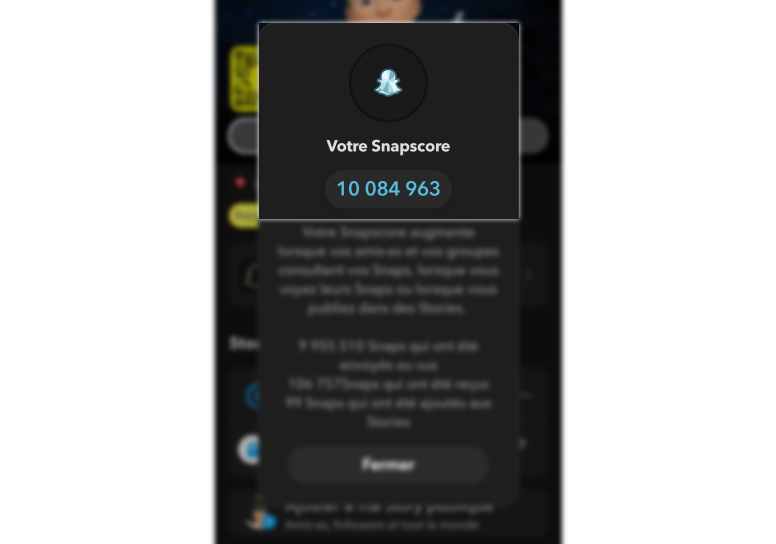 Votre Snapscore
10 084 963
Votre Snapscore augmente
lorsque vos amis·es et vos groupes
consultent vos Snaps, lorsque vous
voyez leurs Snaps ou lorsque vous
publiez dans des Stories.
9 955 510 Snaps qui ont été
envoyés ou vus
106 757Snaps qui ont été reçus
99 Snaps qui ont été ajoutés aux
Stories
Fermer